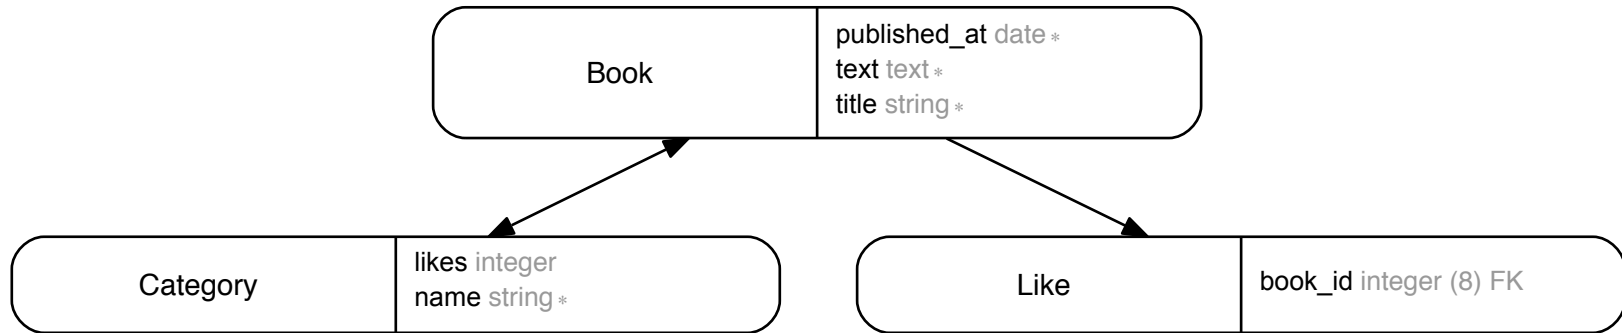 Book
published_at date *
text text *
title string *
Category
likes integer
name string *
Like
book_id integer (8) FK